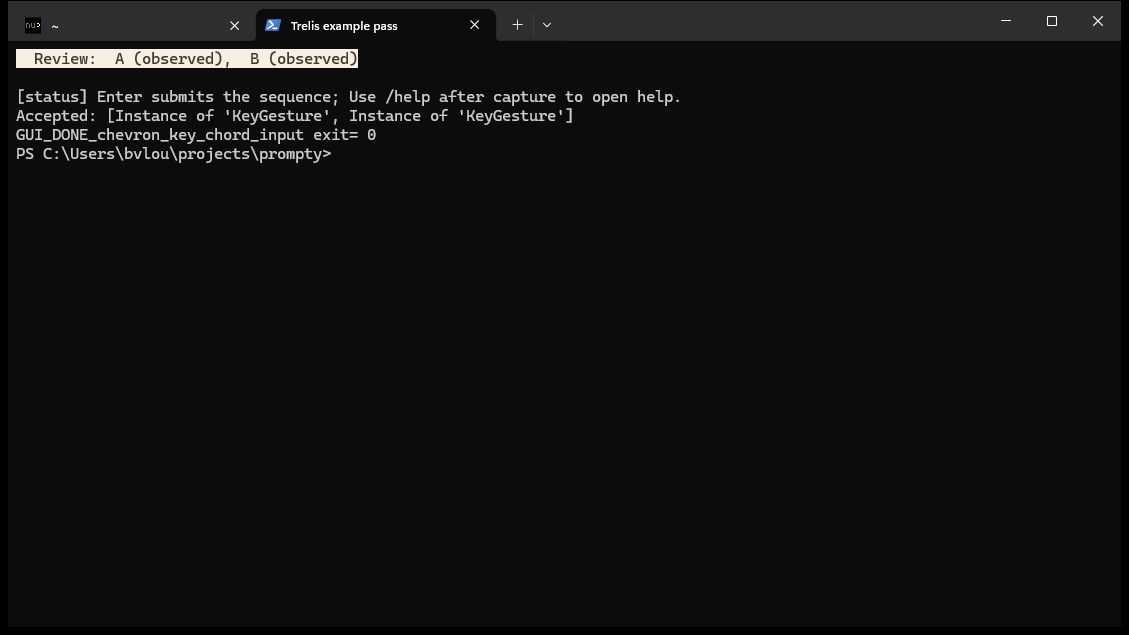 nu> ~
Trelis example pass
Review:  A (observed),  B (observed)
[status] Enter submits the sequence; Use /help after capture to open help.
Accepted: [Instance of 'KeyGesture', Instance of 'KeyGesture']
GUI_DONE_chevron_key_chord_input exit= 0
PS C:\Users\bvlou\projects\prompty>